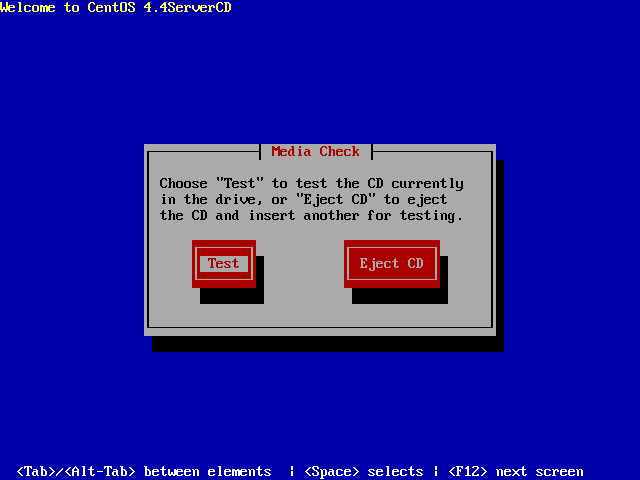 Welcome to CentOS 4.4ServerCD
Media Check
Choose "Test" to test the CD currently
in the drive, or "Eject CD" to eject
the CD and insert another for testing.
Test
Eject CD
<Tab>/<Alt-Tab> between elements | <Space> selects | <F12> next screen